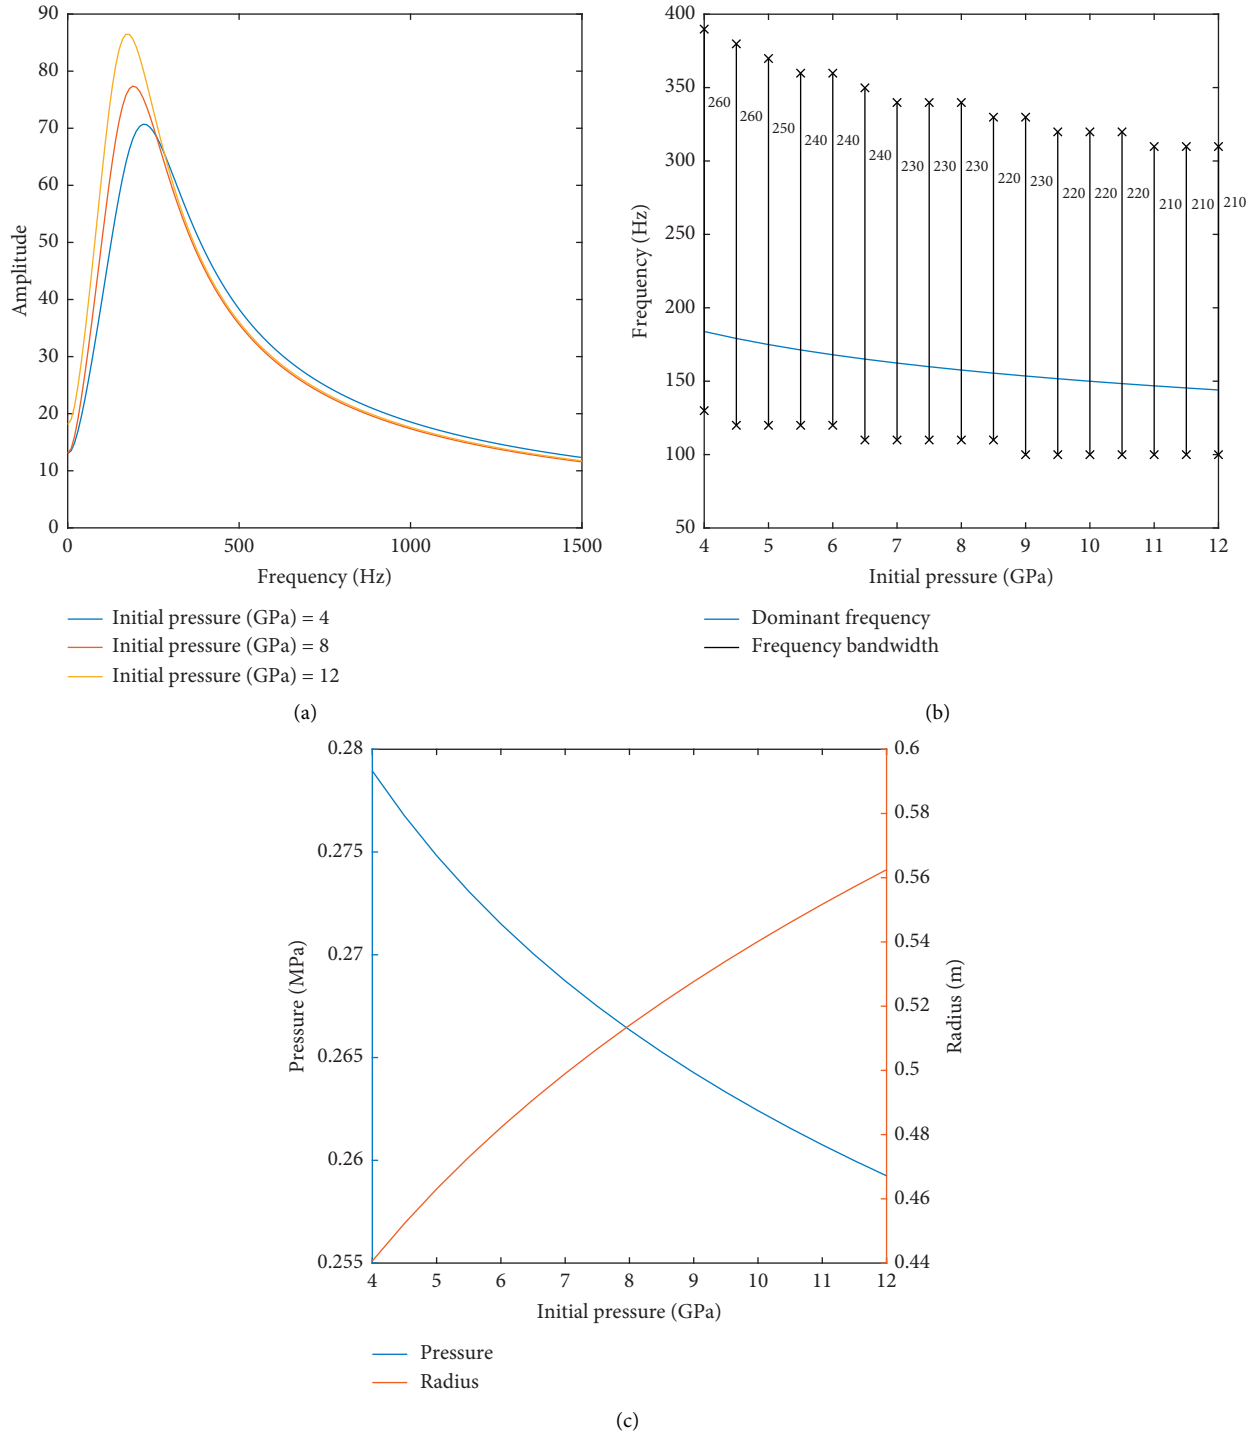 90
80
70
60
50
40
30
20
10
0
Amplitude
0 500 1000 1500
Frequency (Hz)
Initial pressure (GPa) = 4
Initial pressure (GPa) = 8
Initial pressure (GPa) = 12
(a)
400
350
300
250
200
150
100
50
Frequency (Hz)
260 260 250 240 240 240 230 230 230 220 230 220 220 220 210 210 210
4 5 6 7 8 9 10 11 12
Initial pressure (GPa)
Dominant frequency
Frequency bandwidth
(b)
0.28
0.275
0.27
0.265
0.26
0.255
Pressure (MPa)
0.6
0.58
0.56
0.54
0.52
0.5
0.48
0.46
0.44
Radius (m)
4 5 6 7 8 9 10 11 12
Initial pressure (GPa)
Pressure
Radius
(c)